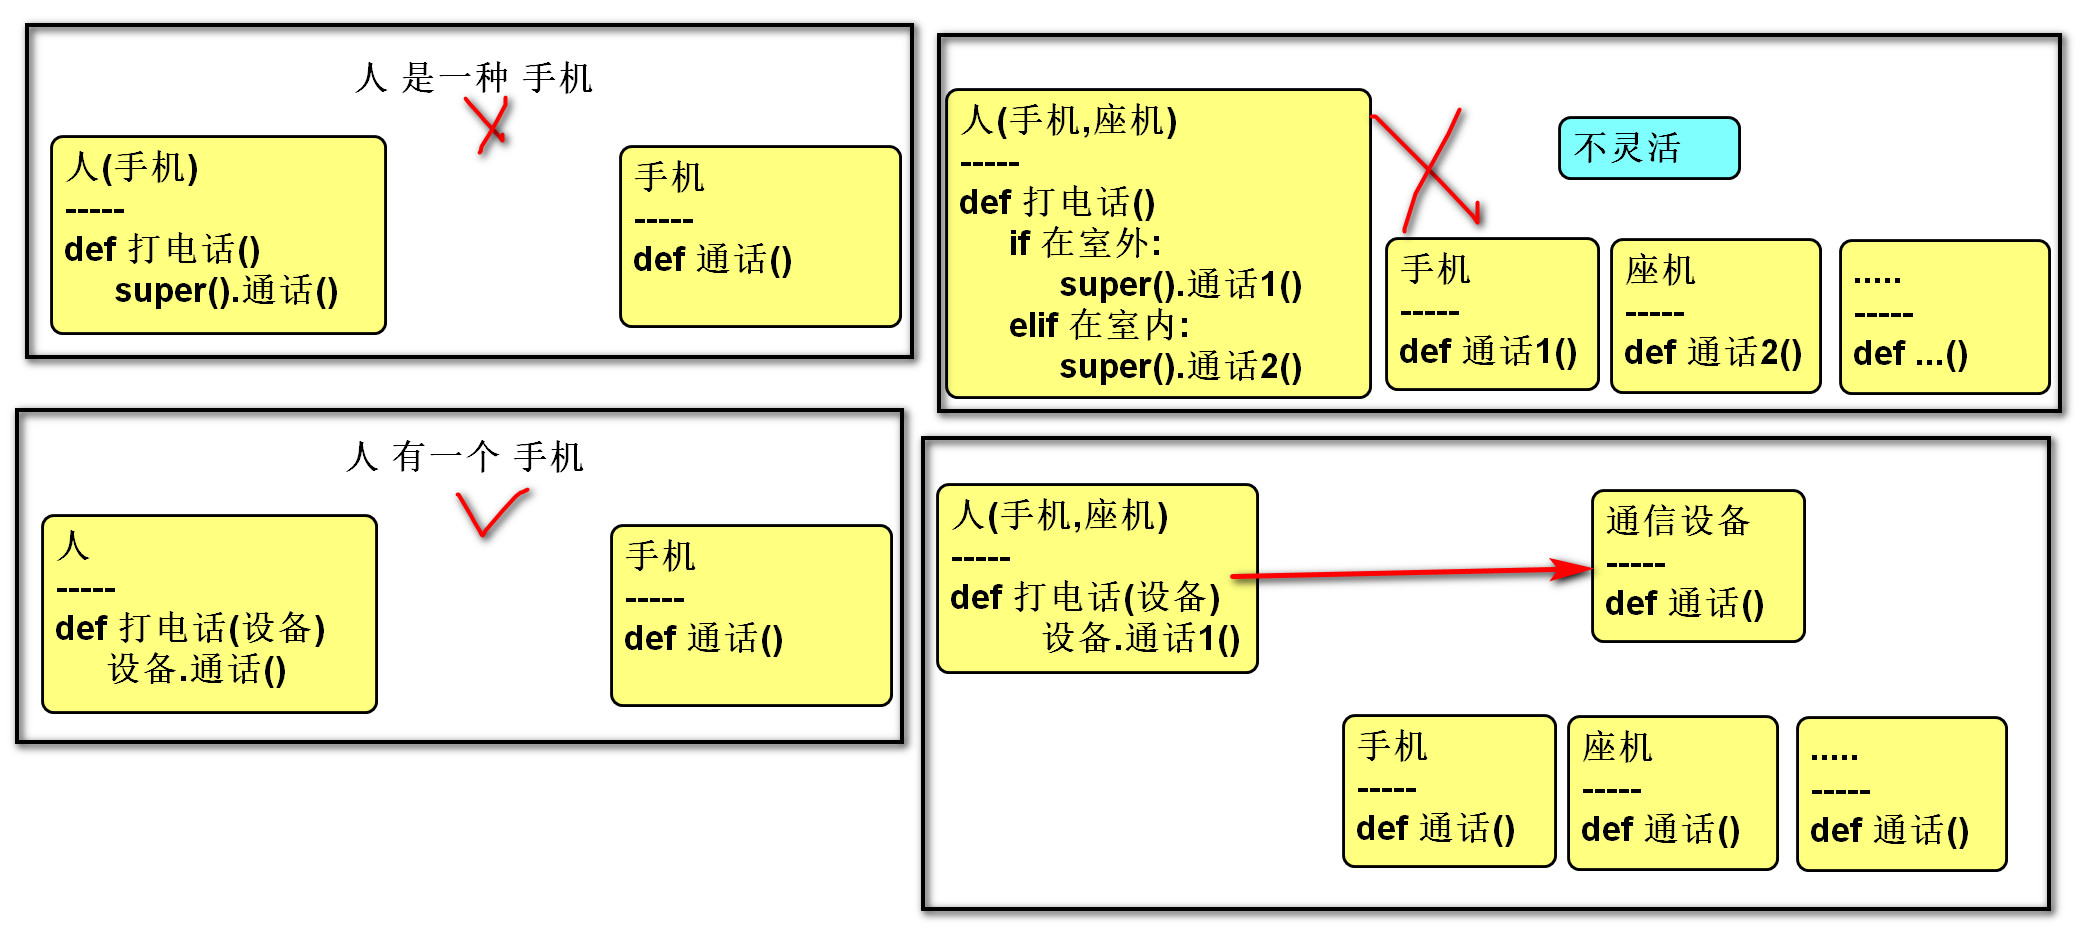 人 是一种 手机
人(手机)
-----
def 打电话()
super().通话()
手机
-----
def 通话()
人(手机,座机)
-----
def 打电话()
if 在室外:
super().通话1()
elif 在室内:
super().通话2()
不灵活
手机
-----
def 通话1()
座机
-----
def 通话2()
.....
-----
def ...()
人 有一个 手机
人
-----
def 打电话(设备)
设备.通话()
手机
-----
def 通话()
人(手机,座机)
-----
def 打电话(设备)
设备.通话1()
通信设备
-----
def 通话()
手机
-----
def 通话()
座机
-----
def 通话()
.....
-----
def 通话()